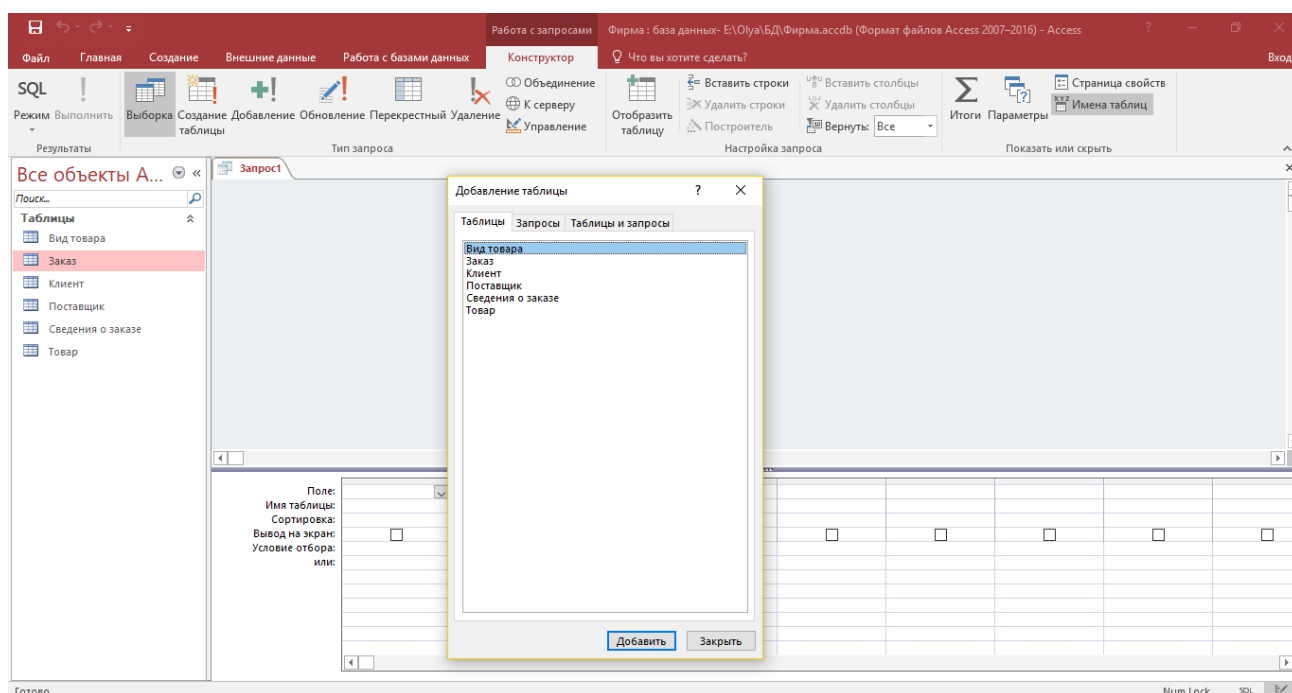 Работа с запросами
Фирма : база данных- E:\Olya\БД\Фирма.accdb (Формат файлов Access 2007–2016) - Access
?
Файл Главная Создание Внешние данные Работа с базами данных Конструктор Что вы хотите сделать? Вход
SQL
Режим
Выполнить
Результаты
Выборка
Создание таблицы
Добавление
Обновление
Перекрестный
Удаление
Объединение
К серверу
Управление
Тип запроса
Отобразить таблицу
Вставить строки
Удалить строки
Построитель
Вставить столбцы
Удалить столбцы
Вернуть: Все
Настройка запроса
Итоги
Параметры
Страница свойств
Имена таблиц
Показать или скрыть
Все объекты A...
Поиск...
Таблицы
Вид товара
Заказ
Клиент
Поставщик
Сведения о заказе
Товар
Запрос1
Добавление таблицы ?
Таблицы Запросы Таблицы и запросы
Вид товара
Заказ
Клиент
Поставщик
Сведения о заказе
Товар
Добавить Закрыть
Поле:
Имя таблицы:
Сортировка:
Вывод на экран:
Условие отбора:
или:
Готово
Num Lock SQL